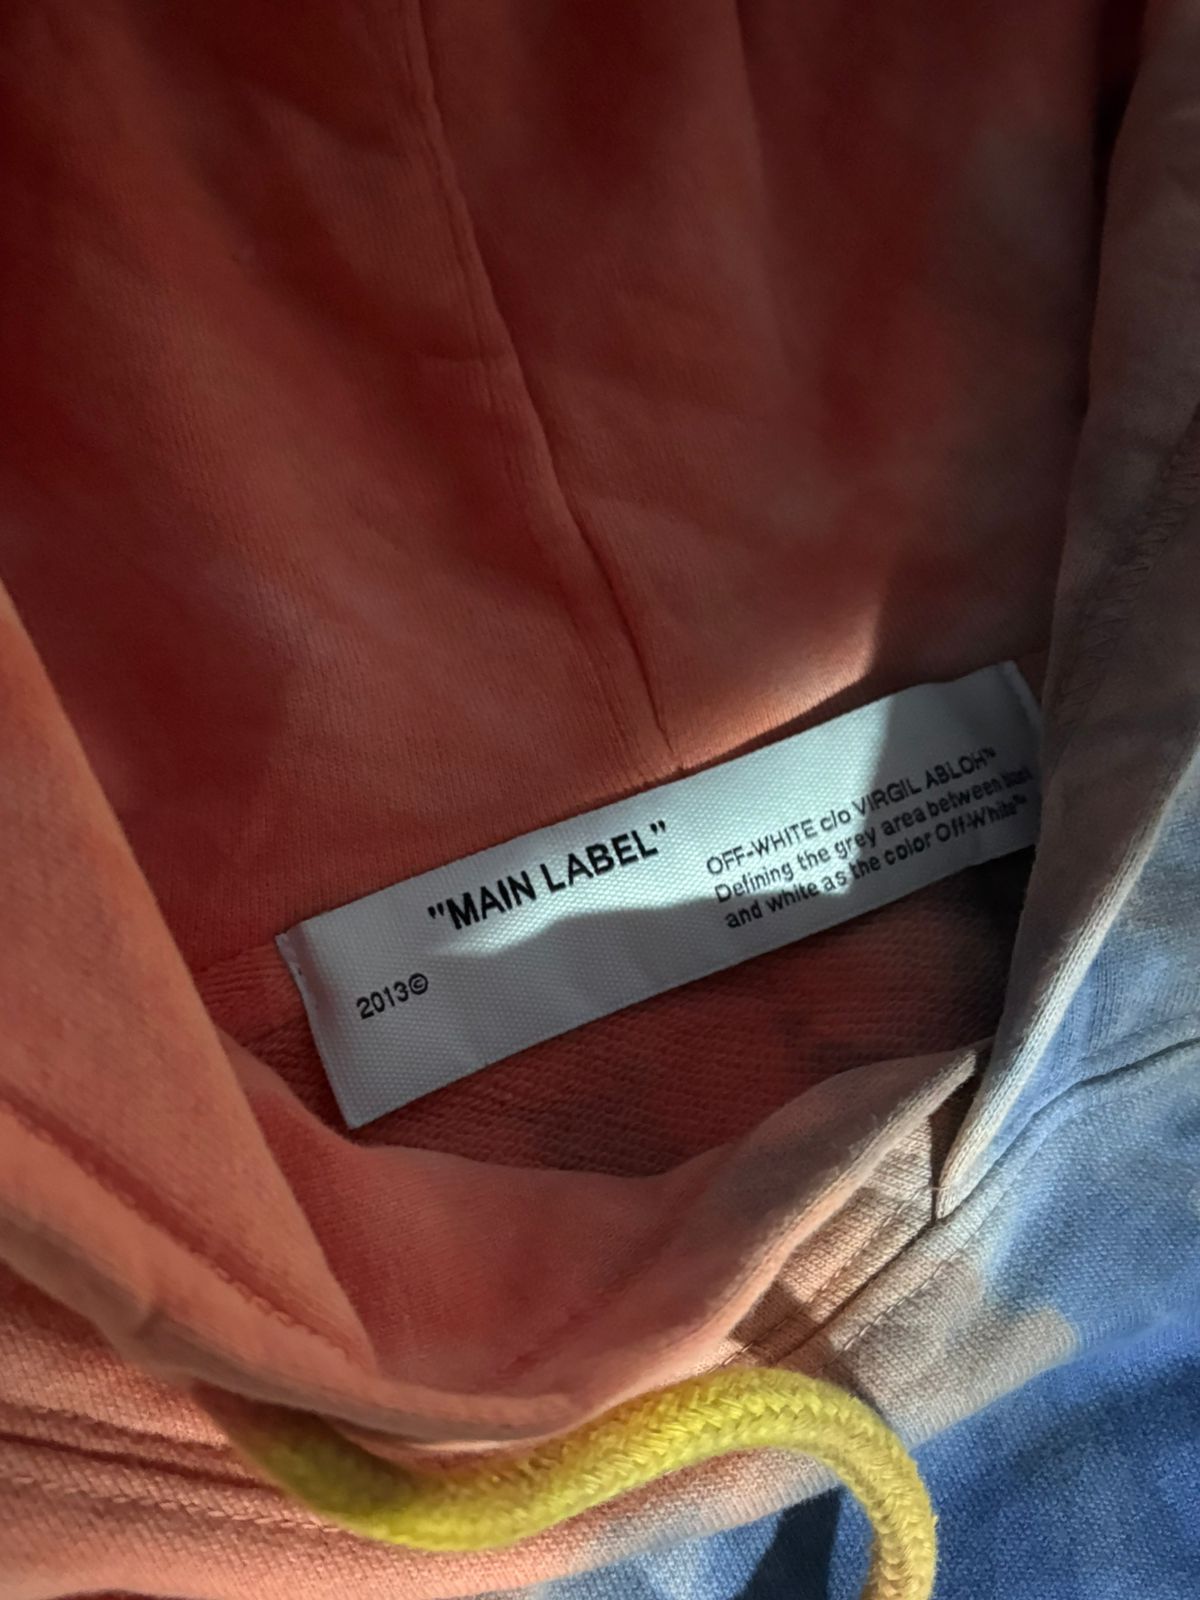 "MAIN LABEL"
2013©
OFF-WHITE c/o VIRGIL ABLOH™
Defining the grey area between black
and white as the color Off-White™